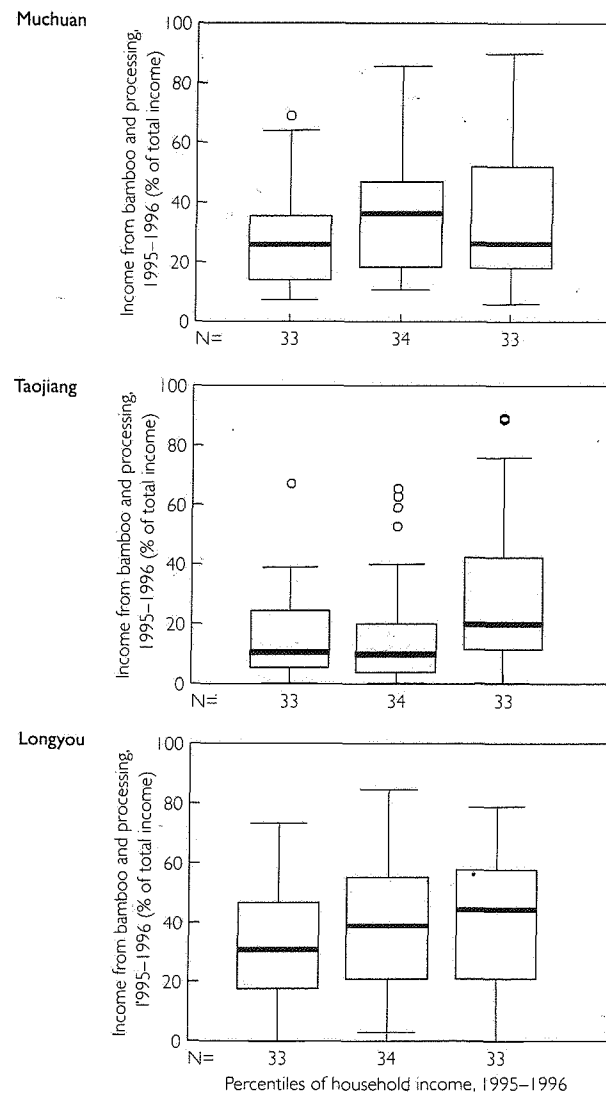 Muchuan
Income from bamboo and processing,
1995–1996 (% of total income)
100
80
60
40
20
0
N=
33
34
33
Taojiang
Income from bamboo and processing,
1995–1996 (% of total income)
100
80
60
40
20
0
N=
33
34
33
Longyou
Income from bamboo and processing,
1995–1996 (% of total income)
100
80
60
40
20
0
N=
33
34
33
Percentiles of household income, 1995–1996